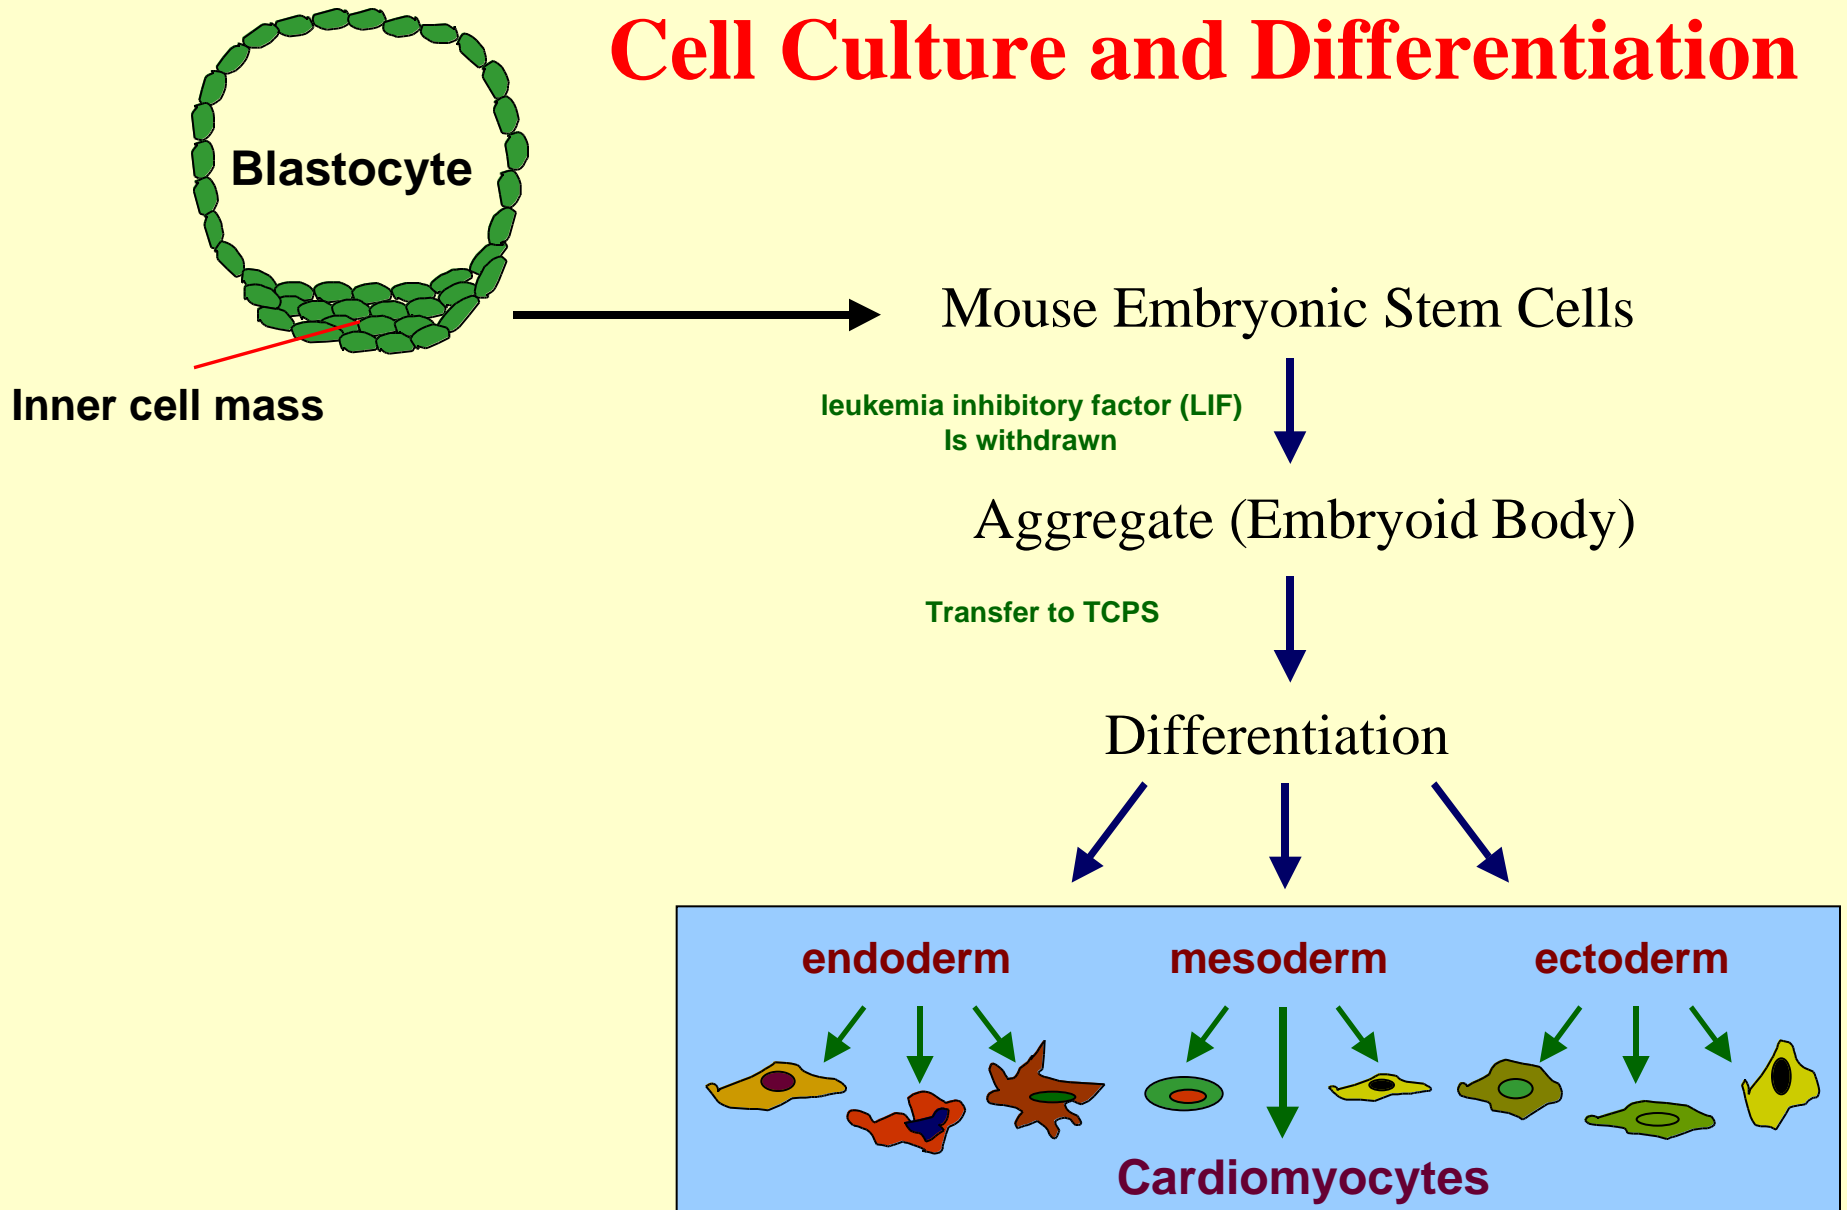 Cell Culture and Differentiation
Blastocyte
Inner cell mass
Mouse Embryonic Stem Cells
leukemia inhibitory factor (LIF)
Is withdrawn
Aggregate (Embryoid Body)
Transfer to TCPS
Differentiation
endoderm mesoderm ectoderm
Cardiomyocytes